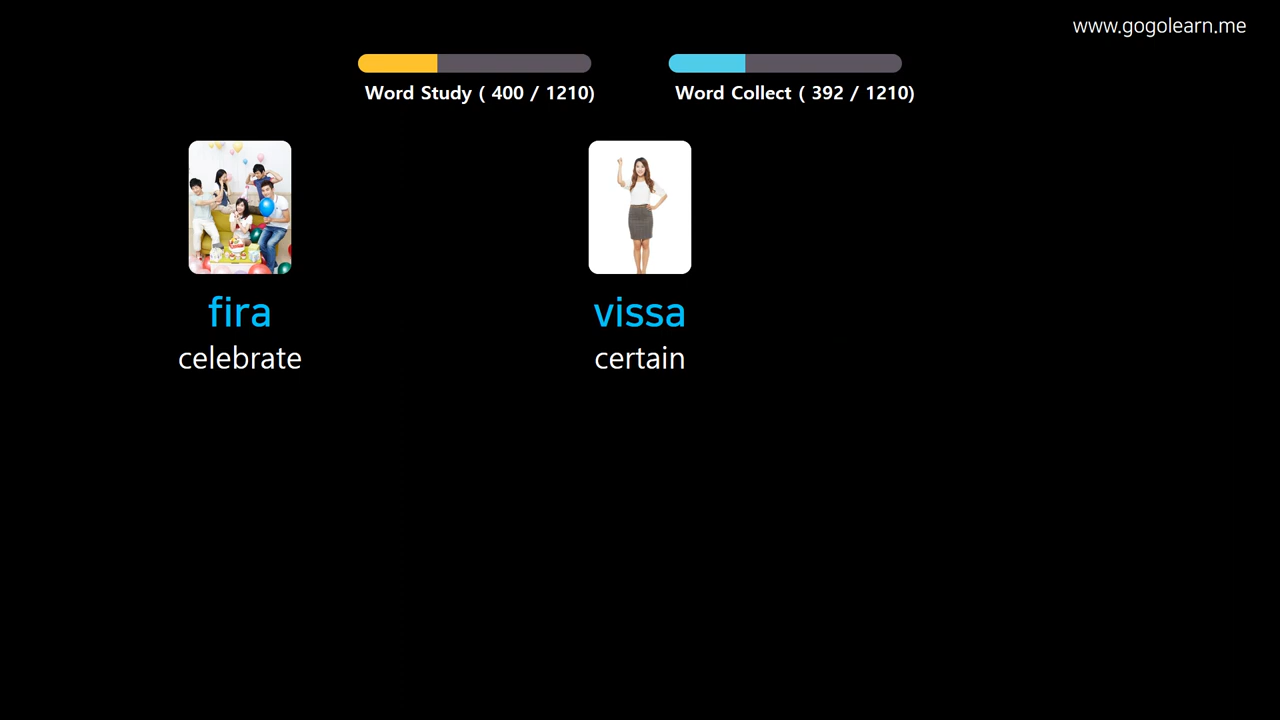 www.gogolearn.me
Word Study ( 400 / 1210)
Word Collect ( 392 / 1210)
fira
celebrate
vissa
certain